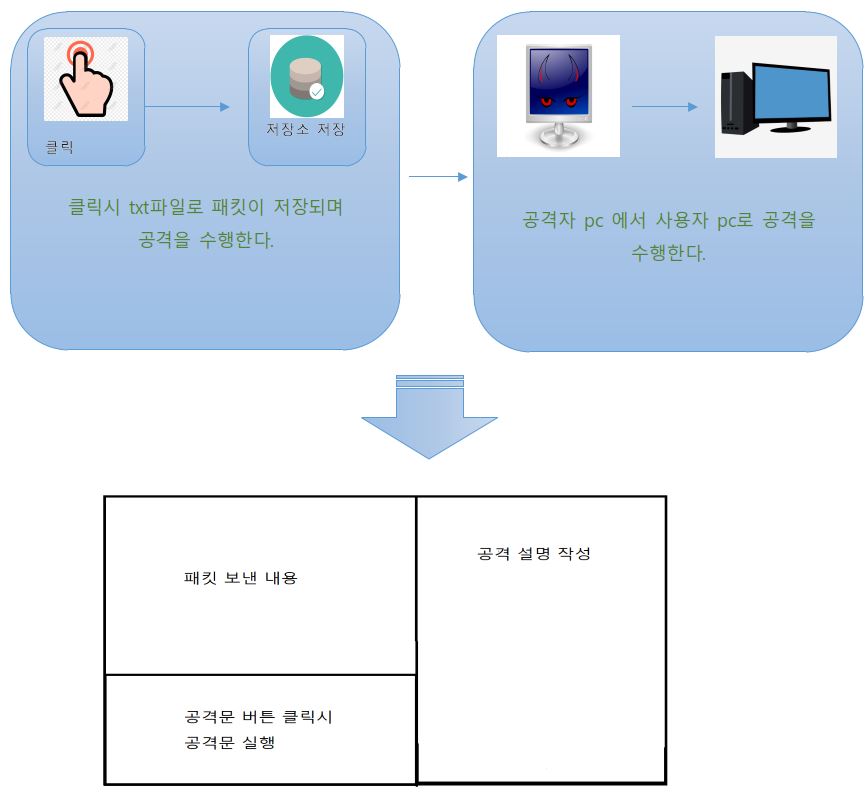 클릭
저장소 저장
클릭시 txt파일로 패킷이 저장되며
공격을 수행한다.
공격자 pc 에서 사용자 pc로 공격을
수행한다.
패킷 보낸 내용
공격 설명 작성
공격문 버튼 클릭시
공격문 실행